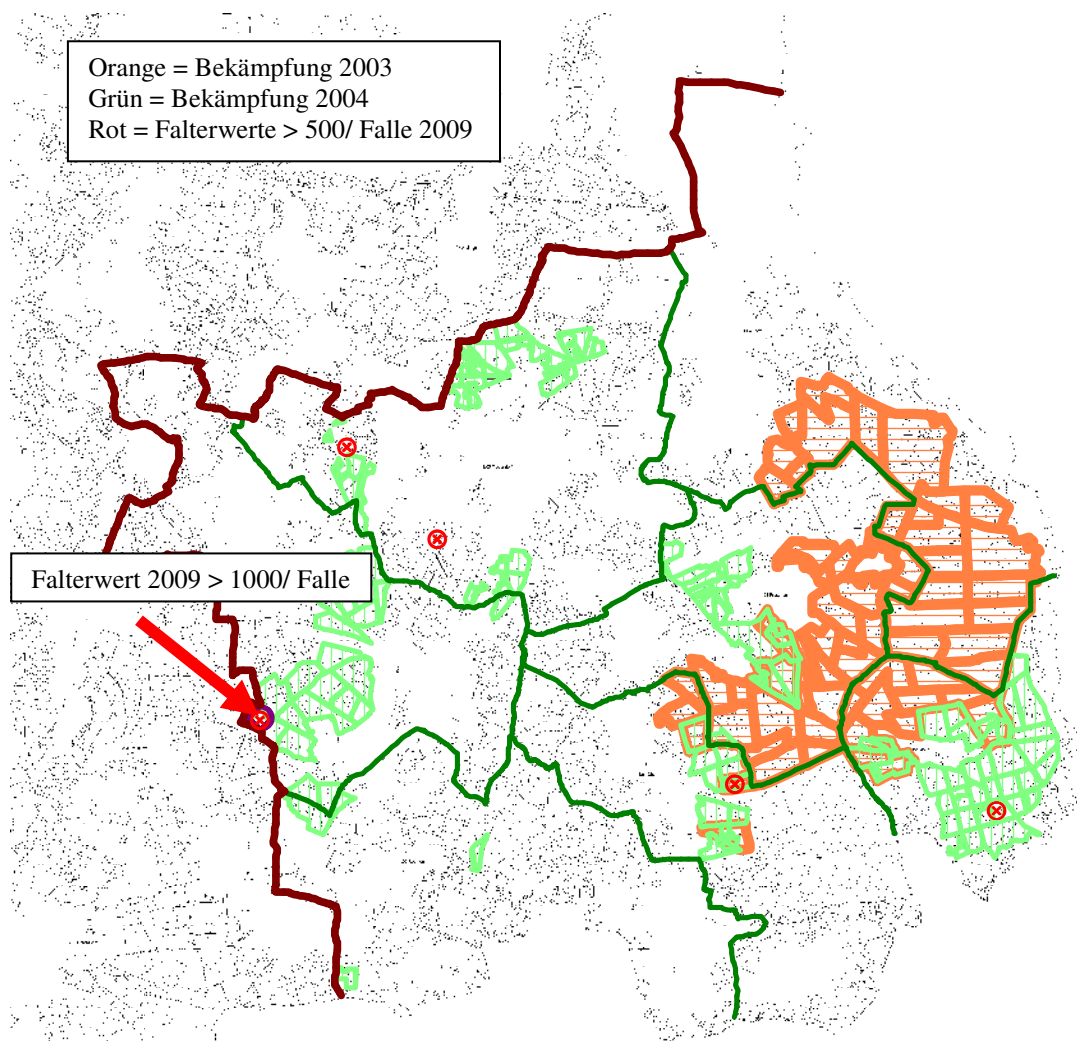 Orange = Bekämpfung 2003
Grün = Bekämpfung 2004
Rot = Falterwerte > 500/ Falle 2009
Falterwert 2009 > 1000/ Falle